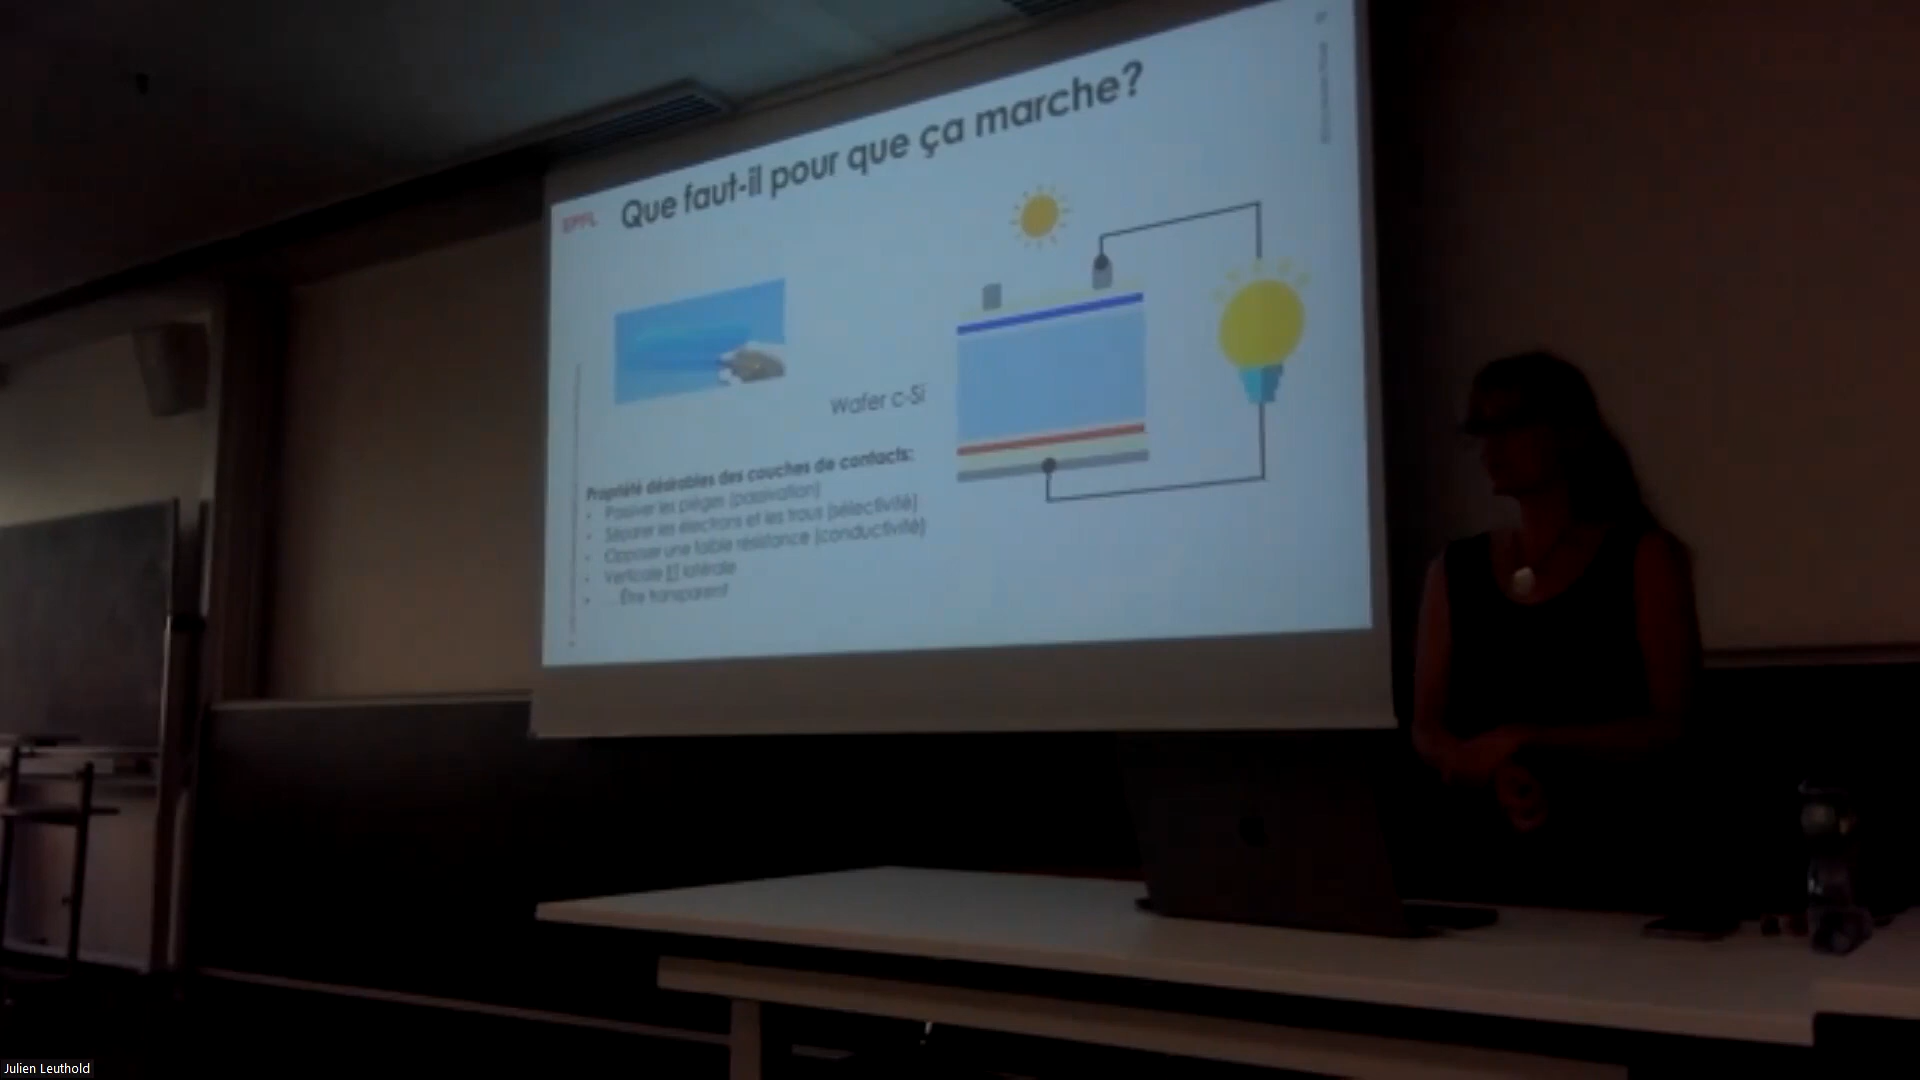 EPFL
Que faut-il pour que ça marche?
Wafer c-Si
Propriété désirables des couches de contacts:
• Passiver les pièges (passivation)
• Séparer les électrons et les trous (sélectivité)
• Opposer une faible résistance (conductivité)
• Verticale ET latérale
• … Être transparent
Julien Leuthold